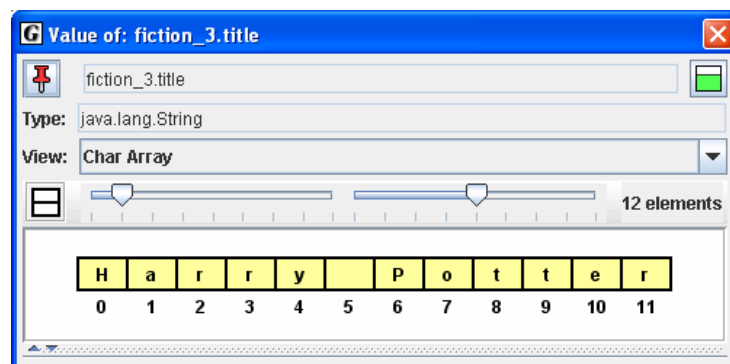 G Value of: fiction_3.title
fiction_3.title
Type: java.lang.String
View: Char Array
12 elements
H a r r y P o t t e r
0 1 2 3 4 5 6 7 8 9 10 11